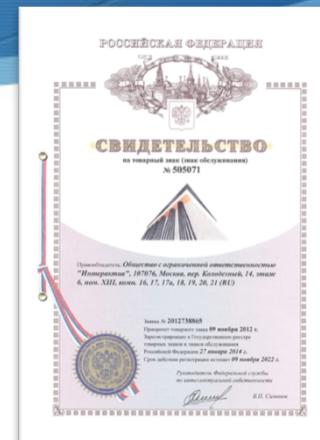 РОССИЙСКАЯ ФЕДЕРАЦИЯ
СВИДЕТЕЛЬСТВО
на товарный знак (знак обслуживания)
№ 505071
Правообладатель: Общество с ограниченной ответственностью
"Интерактив", 107076, Москва, пер. Колодезный, 14, этаж
6, пом. XIII, комн. 16, 17, 17а, 18, 19, 20, 21 (RU)
Заявка № 2012738865
Приоритет товарного знака 09 ноября 2012 г.
Зарегистрировано в Государственном реестре
товарных знаков и знаков обслуживания
Российской Федерации 27 января 2014 г.
Срок действия регистрации истекает 09 ноября 2022 г.
Руководитель Федеральной службы
по интеллектуальной собственности
Б.П. Симонов